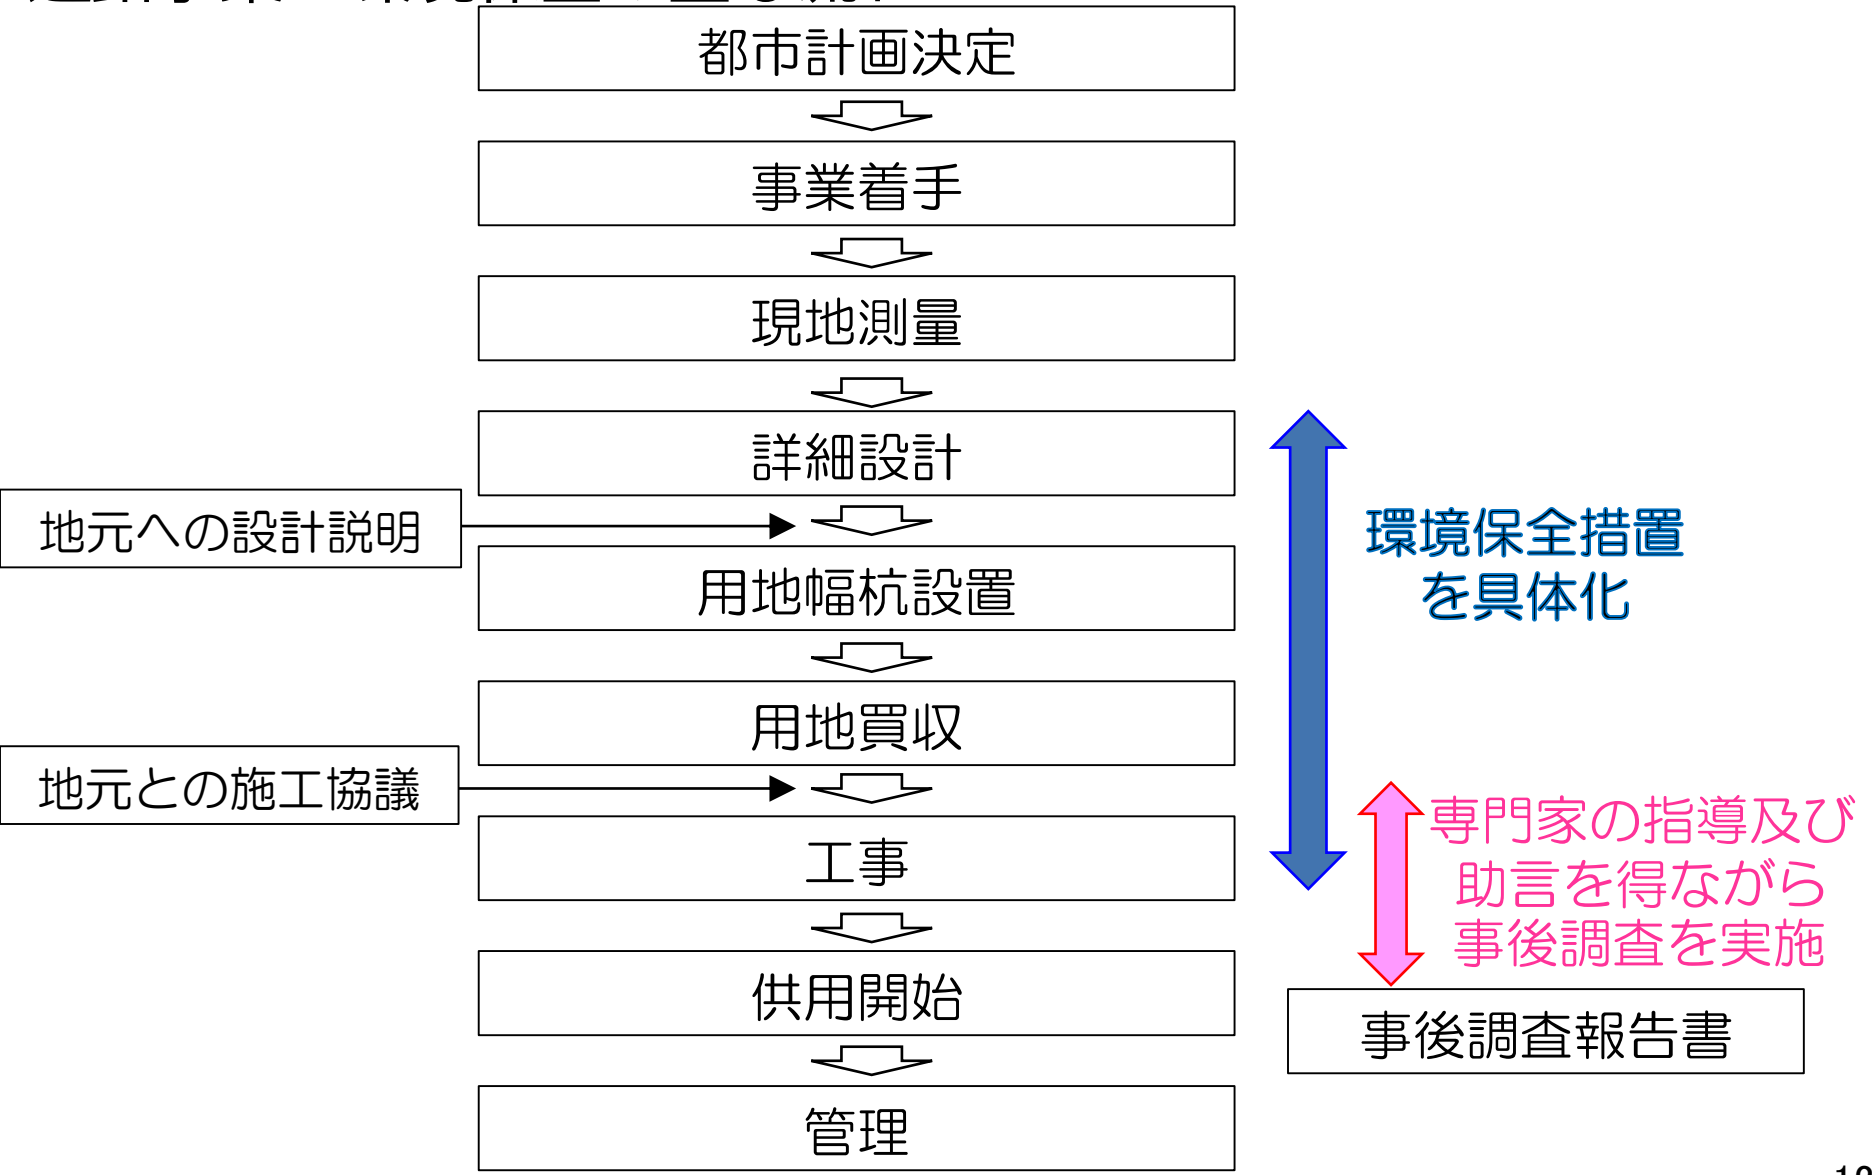 都市計画決定
事業着手
現地測量
詳細設計
地元への設計説明
用地幅杭設置
用地買収
地元との施工協議
工事
供用開始
管理
環境保全措置
を具体化
専門家の指導及び
助言を得ながら
事後調査を実施
事後調査報告書